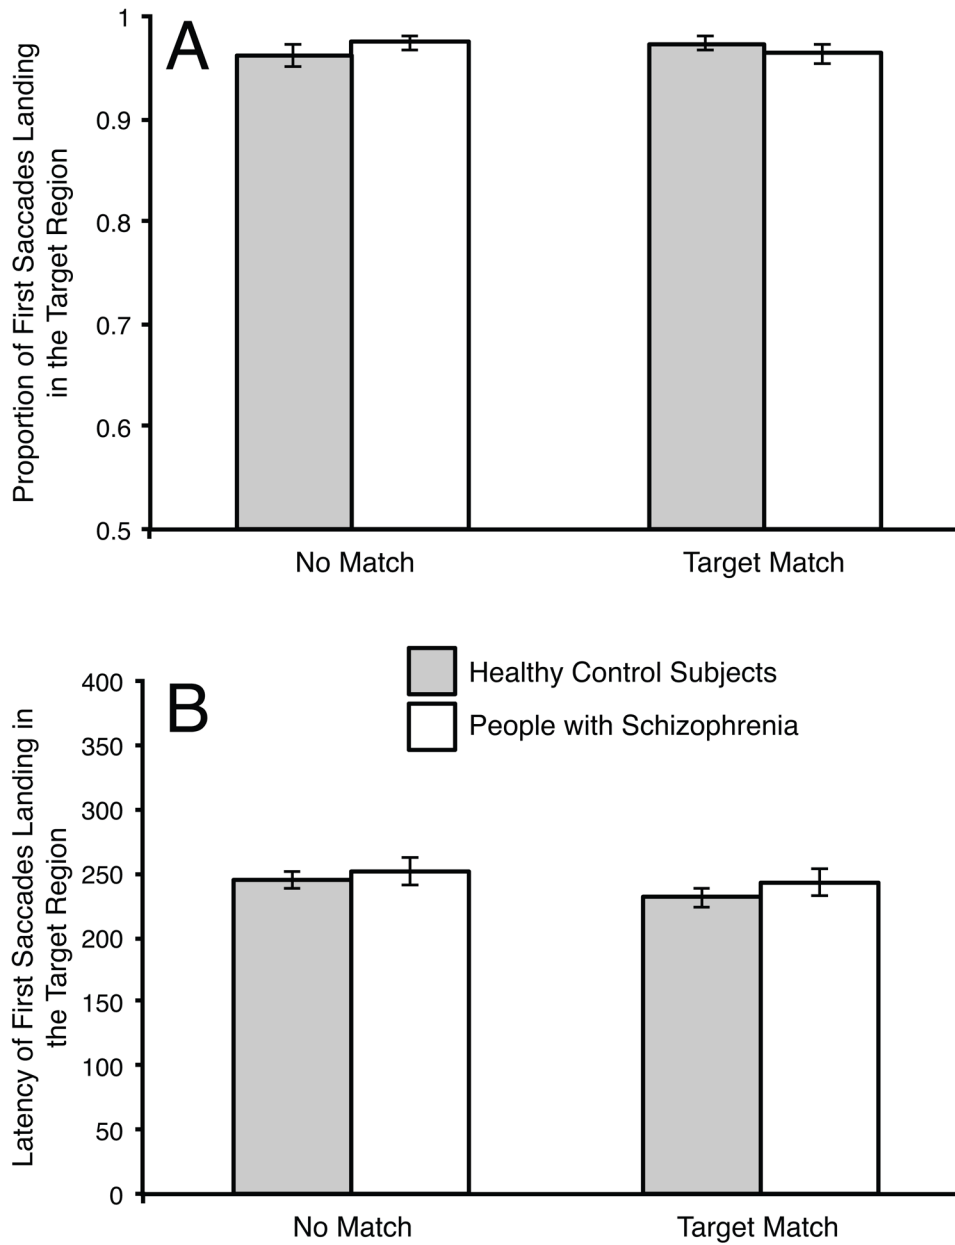 A
Proportion of First Saccades Landing
in the Target Region
1
0.9
0.8
0.7
0.6
0.5
No Match
Target Match
B
Healthy Control Subjects
People with Schizophrenia
Latency of First Saccades Landing in
the Target Region
400
350
300
250
200
150
100
50
0
No Match
Target Match